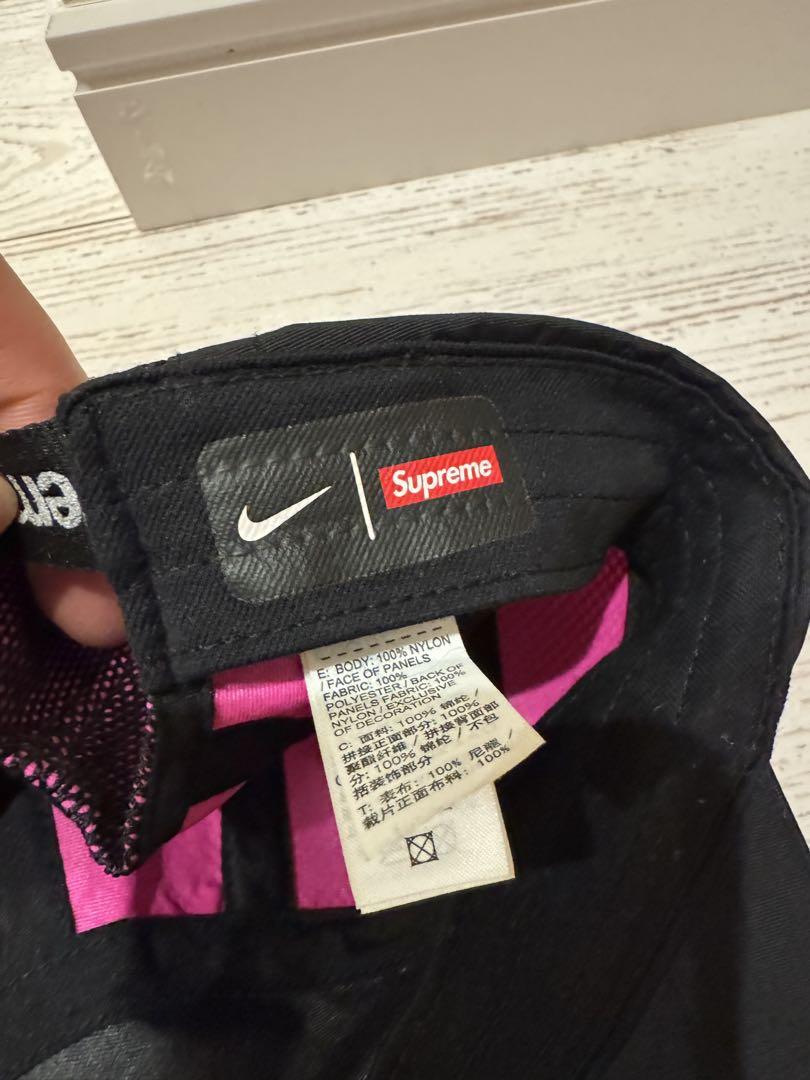 em
Supreme
E: BODY: 100% NYLON
/ FACE OF PANELS
FABRIC: 100%
POLYESTER / BACK OF
PANELS FABRIC: 100%
NYLON / EXCLUSIVE
OF DECORATION
C: 面料: 100% 锦纶 /
拼接正面部分: 100%
聚酯纤维 / 拼接背面部
分: 100% 锦纶 / 不包
括装饰部分
T: 表布: 100% 尼龍 /
裁片正面布料: 100%